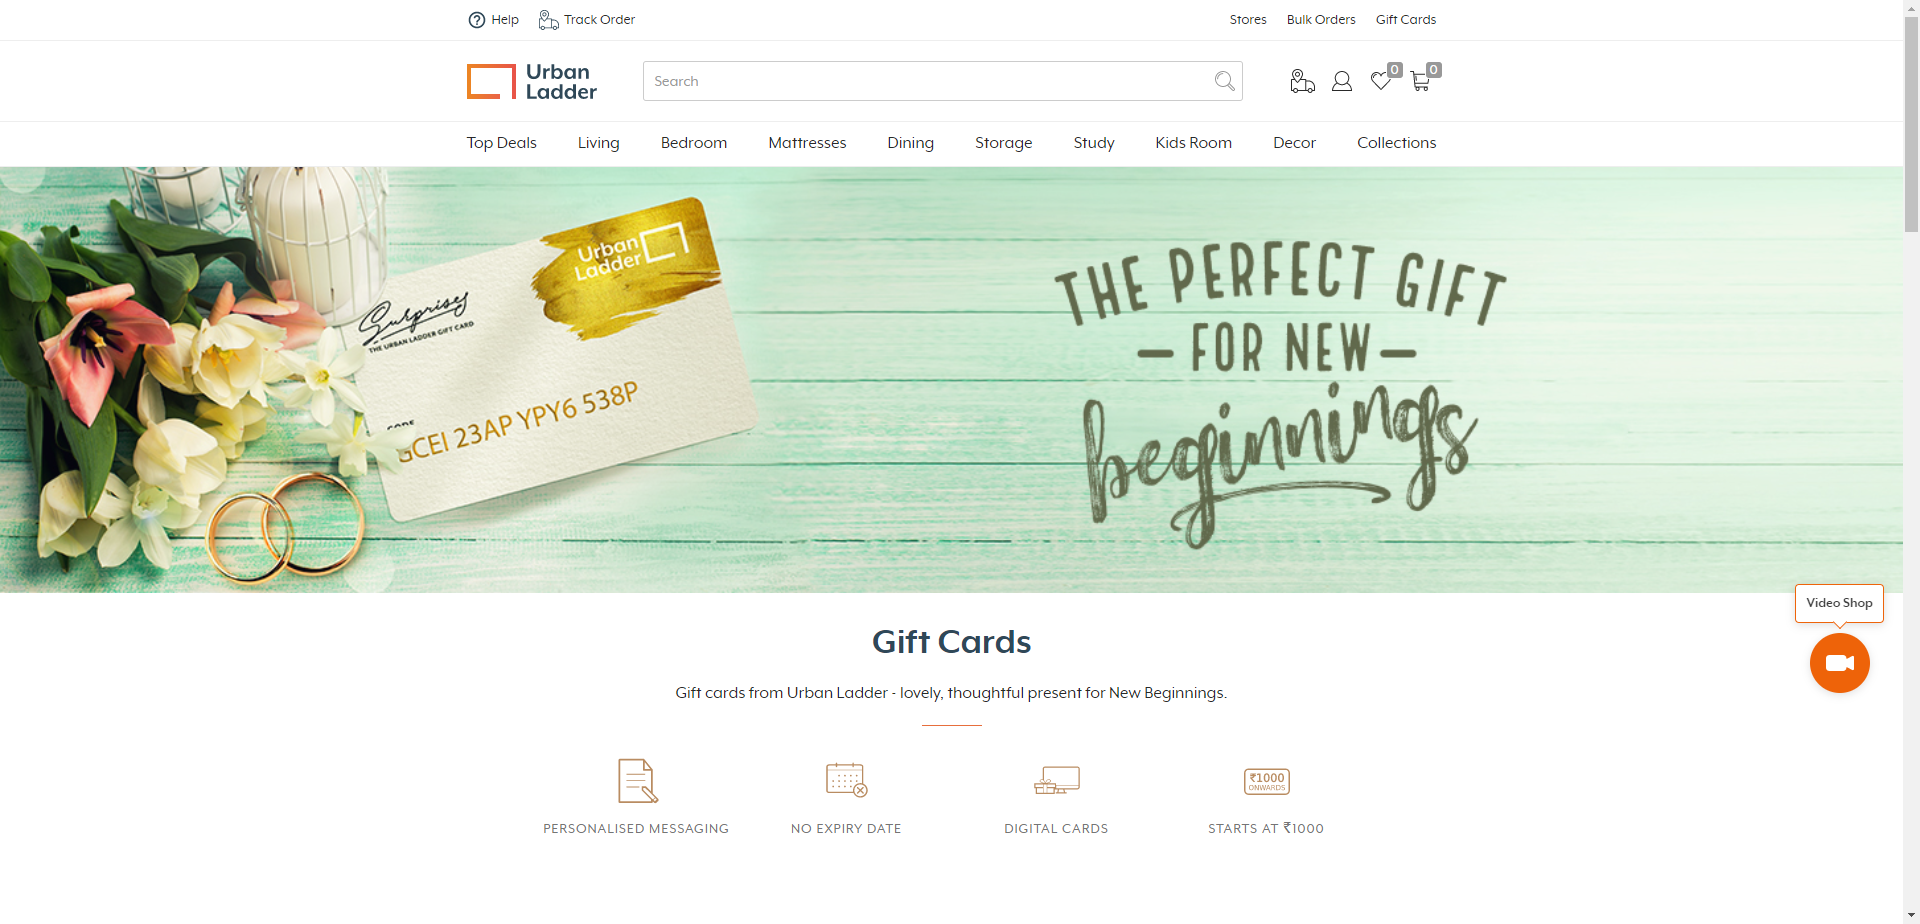 Help
Track Order
Stores
Bulk Orders
Gift Cards
Urban
Ladder
Search
0
0
Top Deals
Living
Bedroom
Mattresses
Dining
Storage
Study
Kids Room
Decor
Collections
Urban
Ladder
Surprises
THE URBAN LADDER GIFT CARD
CODE
GCEI 23AP YPY6 538P
THE PERFECT GIFT
FOR NEW
beginnings
Video Shop
Gift Cards
Gift cards from Urban Ladder - lovely, thoughtful present for New Beginnings.
₹1000
ONWARDS
PERSONALISED MESSAGING
NO EXPIRY DATE
DIGITAL CARDS
STARTS AT ₹1000